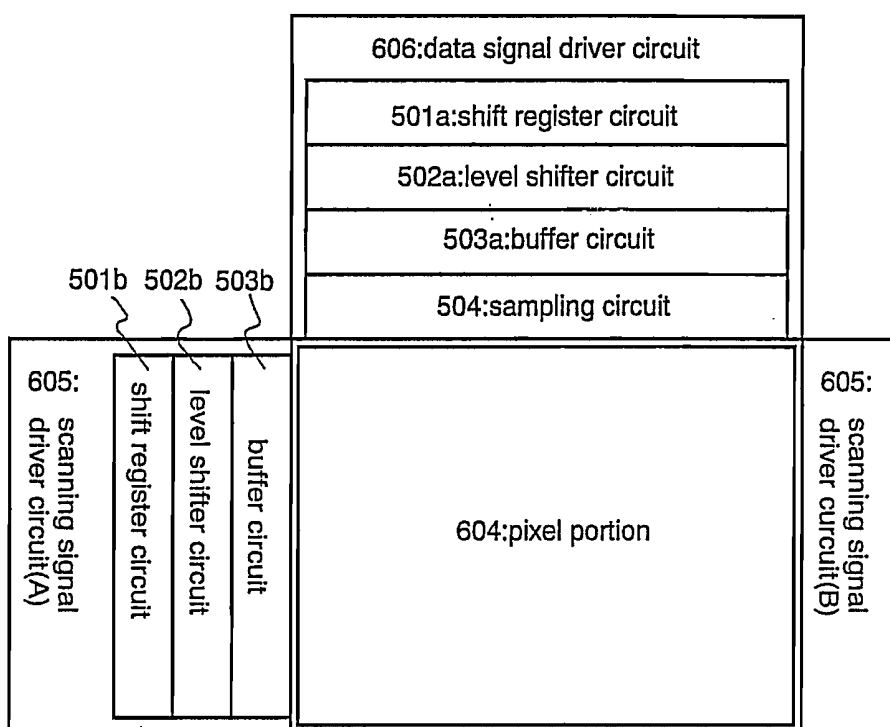 606:data signal driver circuit
501a:shift register circuit
502a:level shifter circuit
503a:buffer circuit
504:sampling circuit
501b 502b 503b
605:
scanning signal
driver circuit(A)
shift register circuit
level shifter circuit
buffer circuit
604:pixel portion
605:
scanning signal
driver curcuit(B)